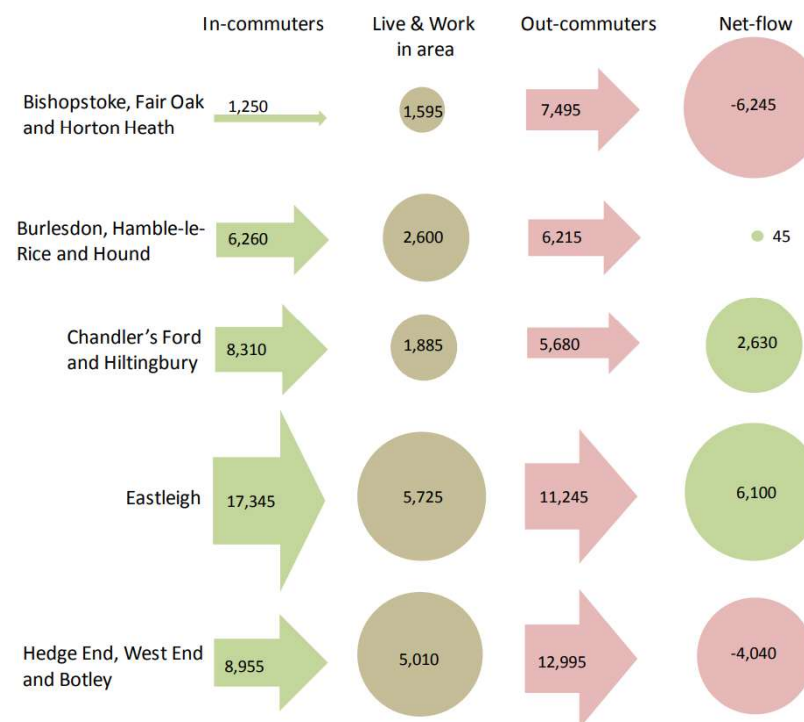 In-commuters
Live & Work
in area
Out-commuters
Net-flow
Bishopstoke, Fair Oak
and Horton Heath
1,250
1,595
7,495
-6,245
Burlesdon, Hamble-le-
Rice and Hound
6,260
2,600
6,215
45
Chandler's Ford
and Hiltingbury
8,310
1,885
5,680
2,630
Eastleigh
17,345
5,725
11,245
6,100
Hedge End, West End
and Botley
8,955
5,010
12,995
-4,040